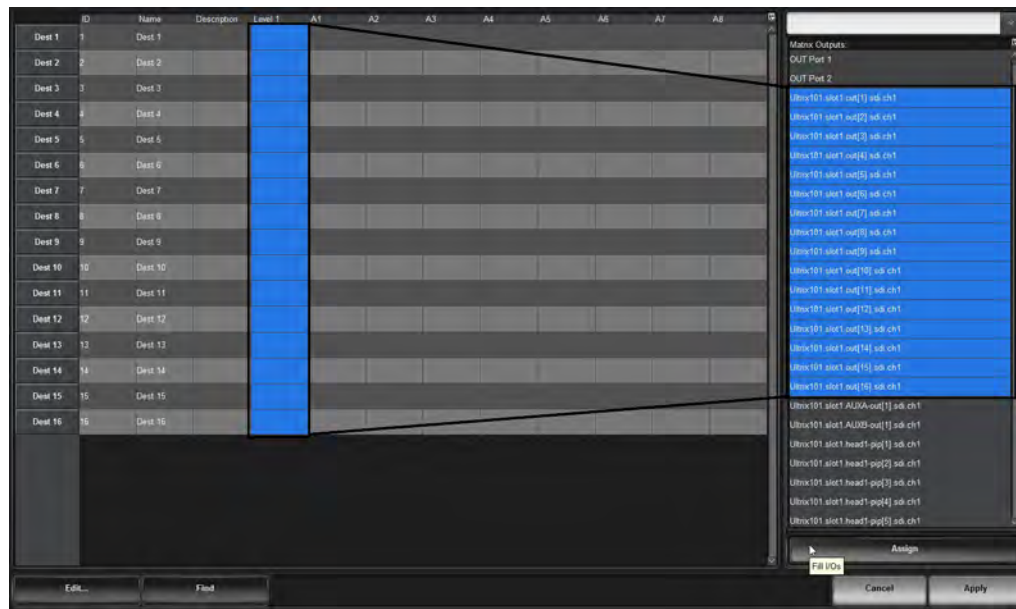 ID Name Description Level 1 A1 A2 A3 A4 A5 A6 A7 A8
Dest 1 1 Dest 1
Dest 2 2 Dest 2
Dest 3 3 Dest 3
Dest 4 4 Dest 4
Dest 5 5 Dest 5
Dest 6 6 Dest 6
Dest 7 7 Dest 7
Dest 8 8 Dest 8
Dest 9 9 Dest 9
Dest 10 10 Dest 10
Dest 11 11 Dest 11
Dest 12 12 Dest 12
Dest 13 13 Dest 13
Dest 14 14 Dest 14
Dest 15 15 Dest 15
Dest 16 16 Dest 16
Matrix Outputs:
OUT Port 1
OUT Port 2
Ultrix101.slot1.out[1].sdi.ch1
Ultrix101.slot1.out[2].sdi.ch1
Ultrix101.slot1.out[3].sdi.ch1
Ultrix101.slot1.out[4].sdi.ch1
Ultrix101.slot1.out[5].sdi.ch1
Ultrix101.slot1.out[6].sdi.ch1
Ultrix101.slot1.out[7].sdi.ch1
Ultrix101.slot1.out[8].sdi.ch1
Ultrix101.slot1.out[9].sdi.ch1
Ultrix101.slot1.out[10].sdi.ch1
Ultrix101.slot1.out[11].sdi.ch1
Ultrix101.slot1.out[12].sdi.ch1
Ultrix101.slot1.out[13].sdi.ch1
Ultrix101.slot1.out[14].sdi.ch1
Ultrix101.slot1.out[15].sdi.ch1
Ultrix101.slot1.out[16].sdi.ch1
Ultrix101.slot1.AUXA-out[1].sdi.ch1
Ultrix101.slot1.AUXB-out[1].sdi.ch1
Ultrix101.slot1.head1-pip[1].sdi.ch1
Ultrix101.slot1.head1-pip[2].sdi.ch1
Ultrix101.slot1.head1-pip[3].sdi.ch1
Ultrix101.slot1.head1-pip[4].sdi.ch1
Ultrix101.slot1.head1-pip[5].sdi.ch1
Assign
Fill I/Os
Edit... Find Cancel Apply